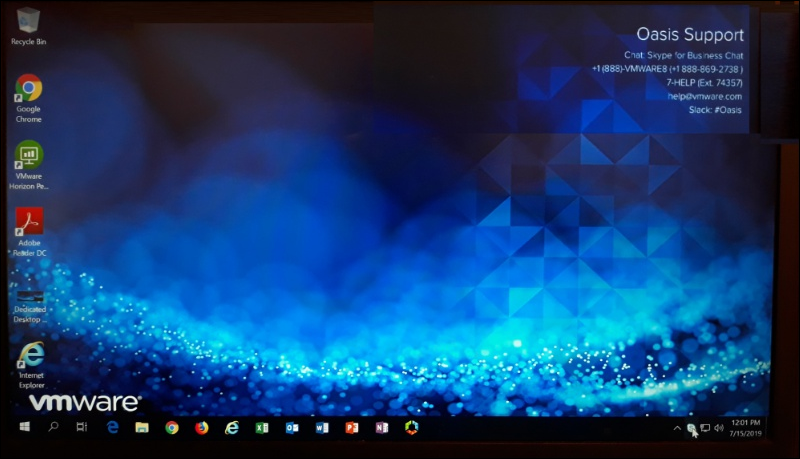 Recycle Bin
Google
Chrome
VMware
Horizon Pe...
Adobe
Reader DC
Dedicated
Desktop ...
Internet
Explorer
vmware®
Oasis Support
Chat: Skype for Business Chat
+1 (888)-VMWARE8 (+1 888-869-2738 )
7-HELP (Ext. 74357)
help@vmware.com
Slack: #Oasis
12:01 PM
7/15/2019